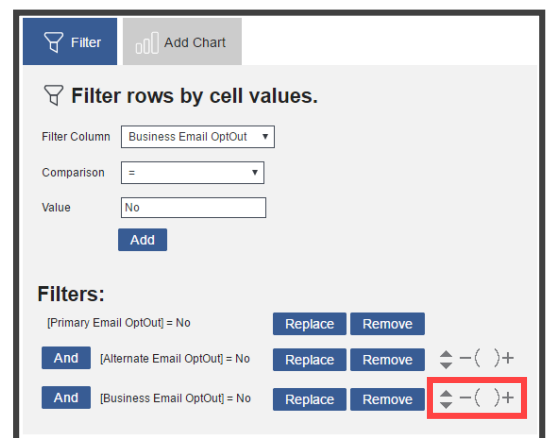 Filter
Add Chart
Filter rows by cell values.
Filter Column Business Email OptOut
Comparison =
Value No
Add
Filters:
[Primary Email OptOut] = No Replace Remove
And [Alternate Email OptOut] = No Replace Remove −( )+
And [Business Email OptOut] = No Replace Remove −( )+